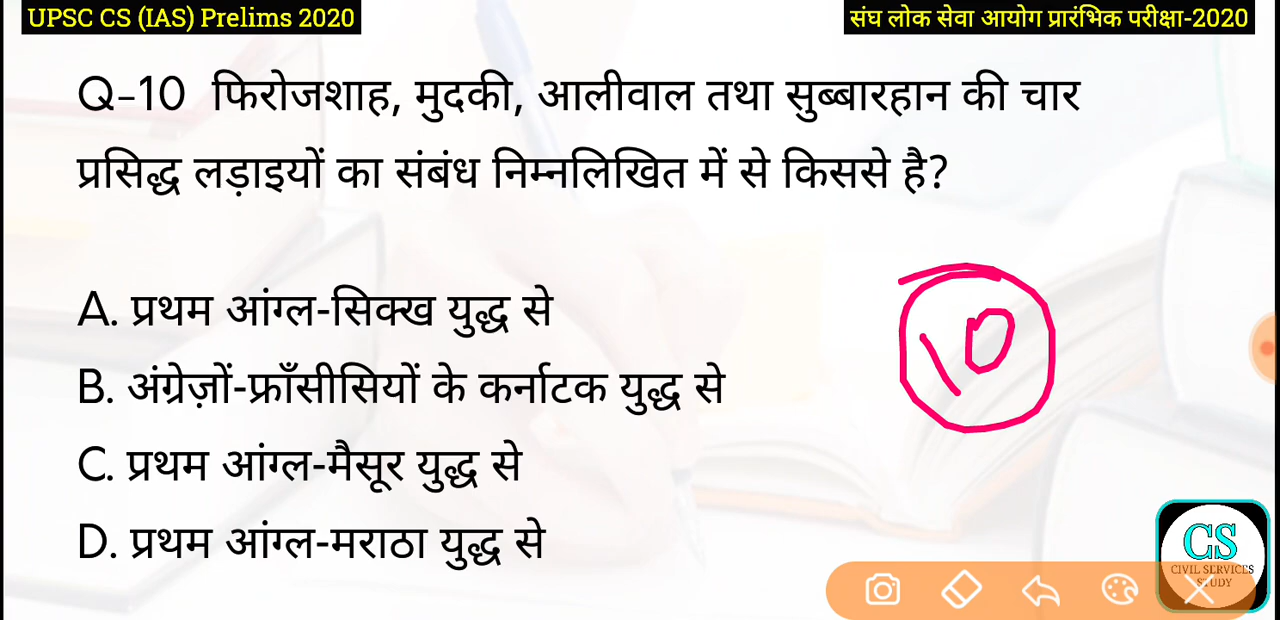 UPSC CS (IAS) Prelims 2020
संघ लोक सेवा आयोग प्रारंभिक परीक्षा-2020
Q-10 फिरोजशाह, मुदकी, आलीवाल तथा सुब्बारहान की चार
प्रसिद्ध लड़ाइयों का संबंध निम्नलिखित में से किससे है?
A. प्रथम आंग्ल-सिक्ख युद्ध से
B. अंग्रेज़ों-फ्राँसीसियों के कर्नाटक युद्ध से
C. प्रथम आंग्ल-मैसूर युद्ध से
D. प्रथम आंग्ल-मराठा युद्ध से
10
CS
CIVIL SERVICES
STUDY